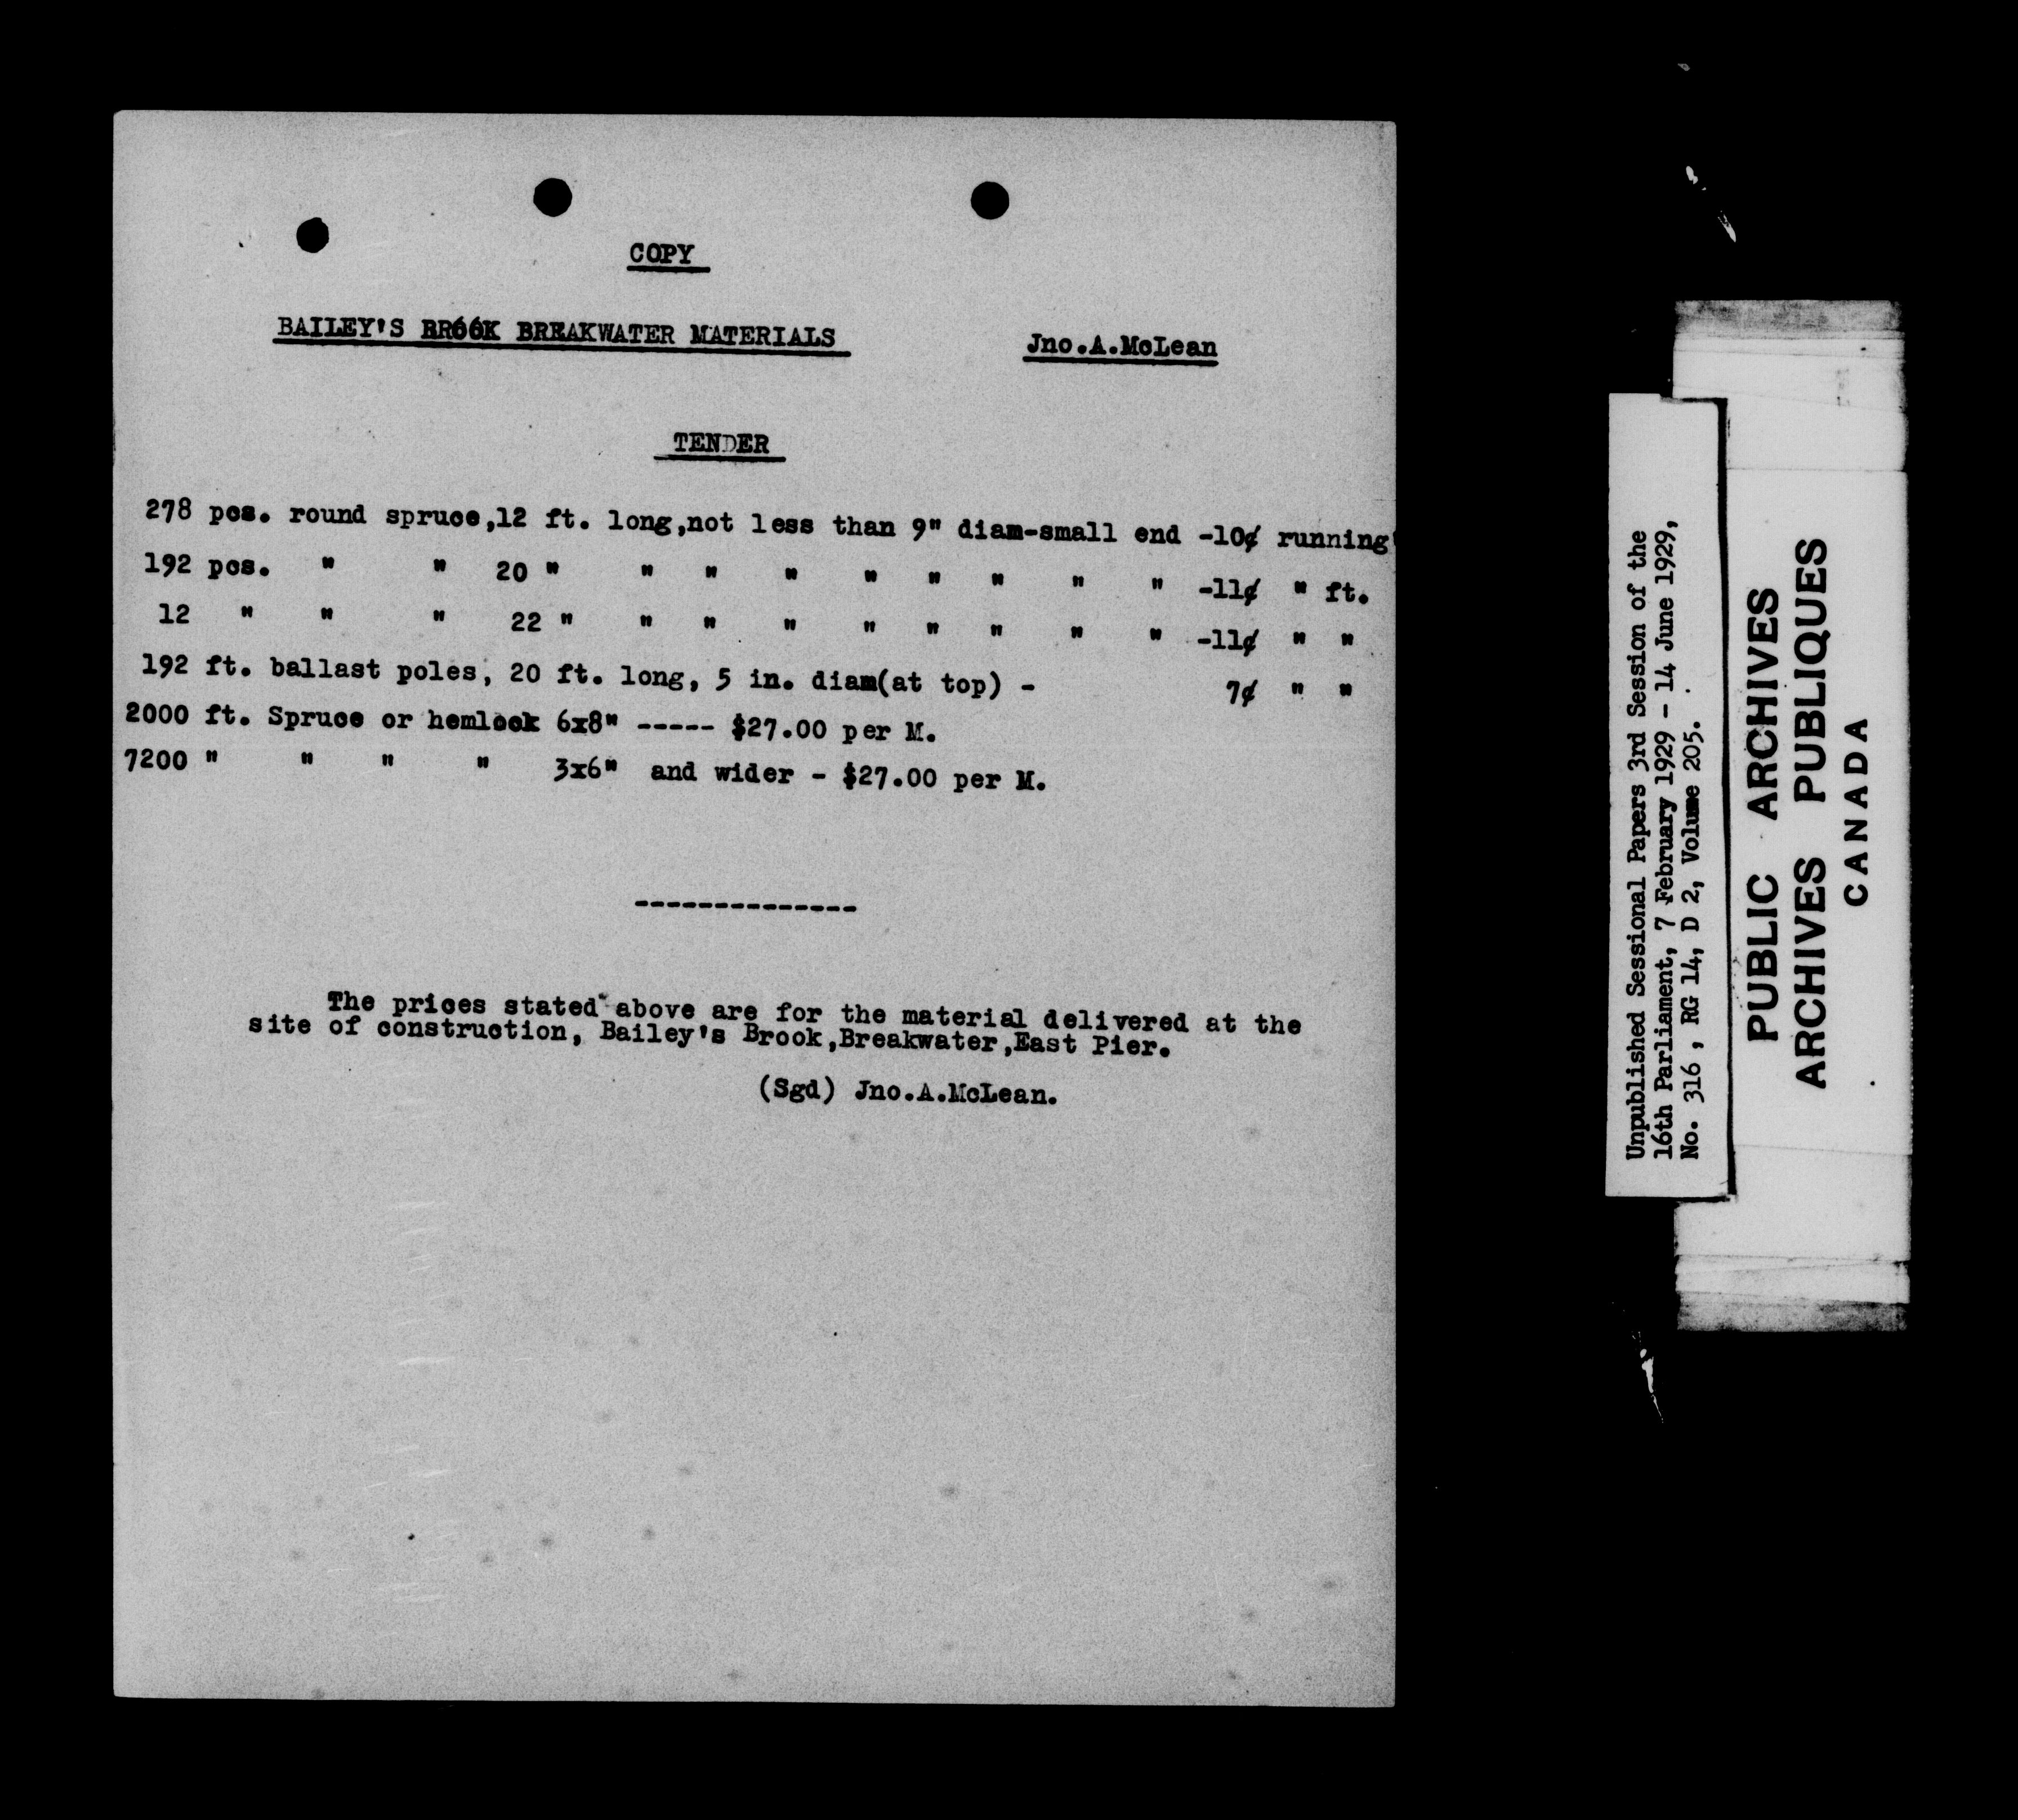 COPY
BAILEY'S BROOK BREAKWATER MATERIALS
Jno.A.McLean
TENDER
278 pcs. round spruce,12 ft. long,not less than 9" diam-small end -10¢ running'
192 pcs. " " 20 " " " " " " " " " -11¢ " ft.
12 " " " 22 " " " " " " " " " -11¢ " "
192 ft. ballast poles, 20 ft. long, 5 in. diam(at top) - 7¢ " "
2000 ft. Spruce or hemlock 6x8" ----- $27.00 per M.
7200 " " " " 3x6" and wider - $27.00 per M.
--------------
The prices stated above are for the material delivered at the
site of construction, Bailey's Brook,Breakwater,East Pier.
(Sgd) Jno.A.McLean.
Unpublished Sessional Papers 3rd Session of the
16th Parliament, 7 February 1929 - 14 June 1929,
No. 316 , RG 14, D 2, Volume 205.
PUBLIC ARCHIVES
ARCHIVES PUBLIQUES
CANADA